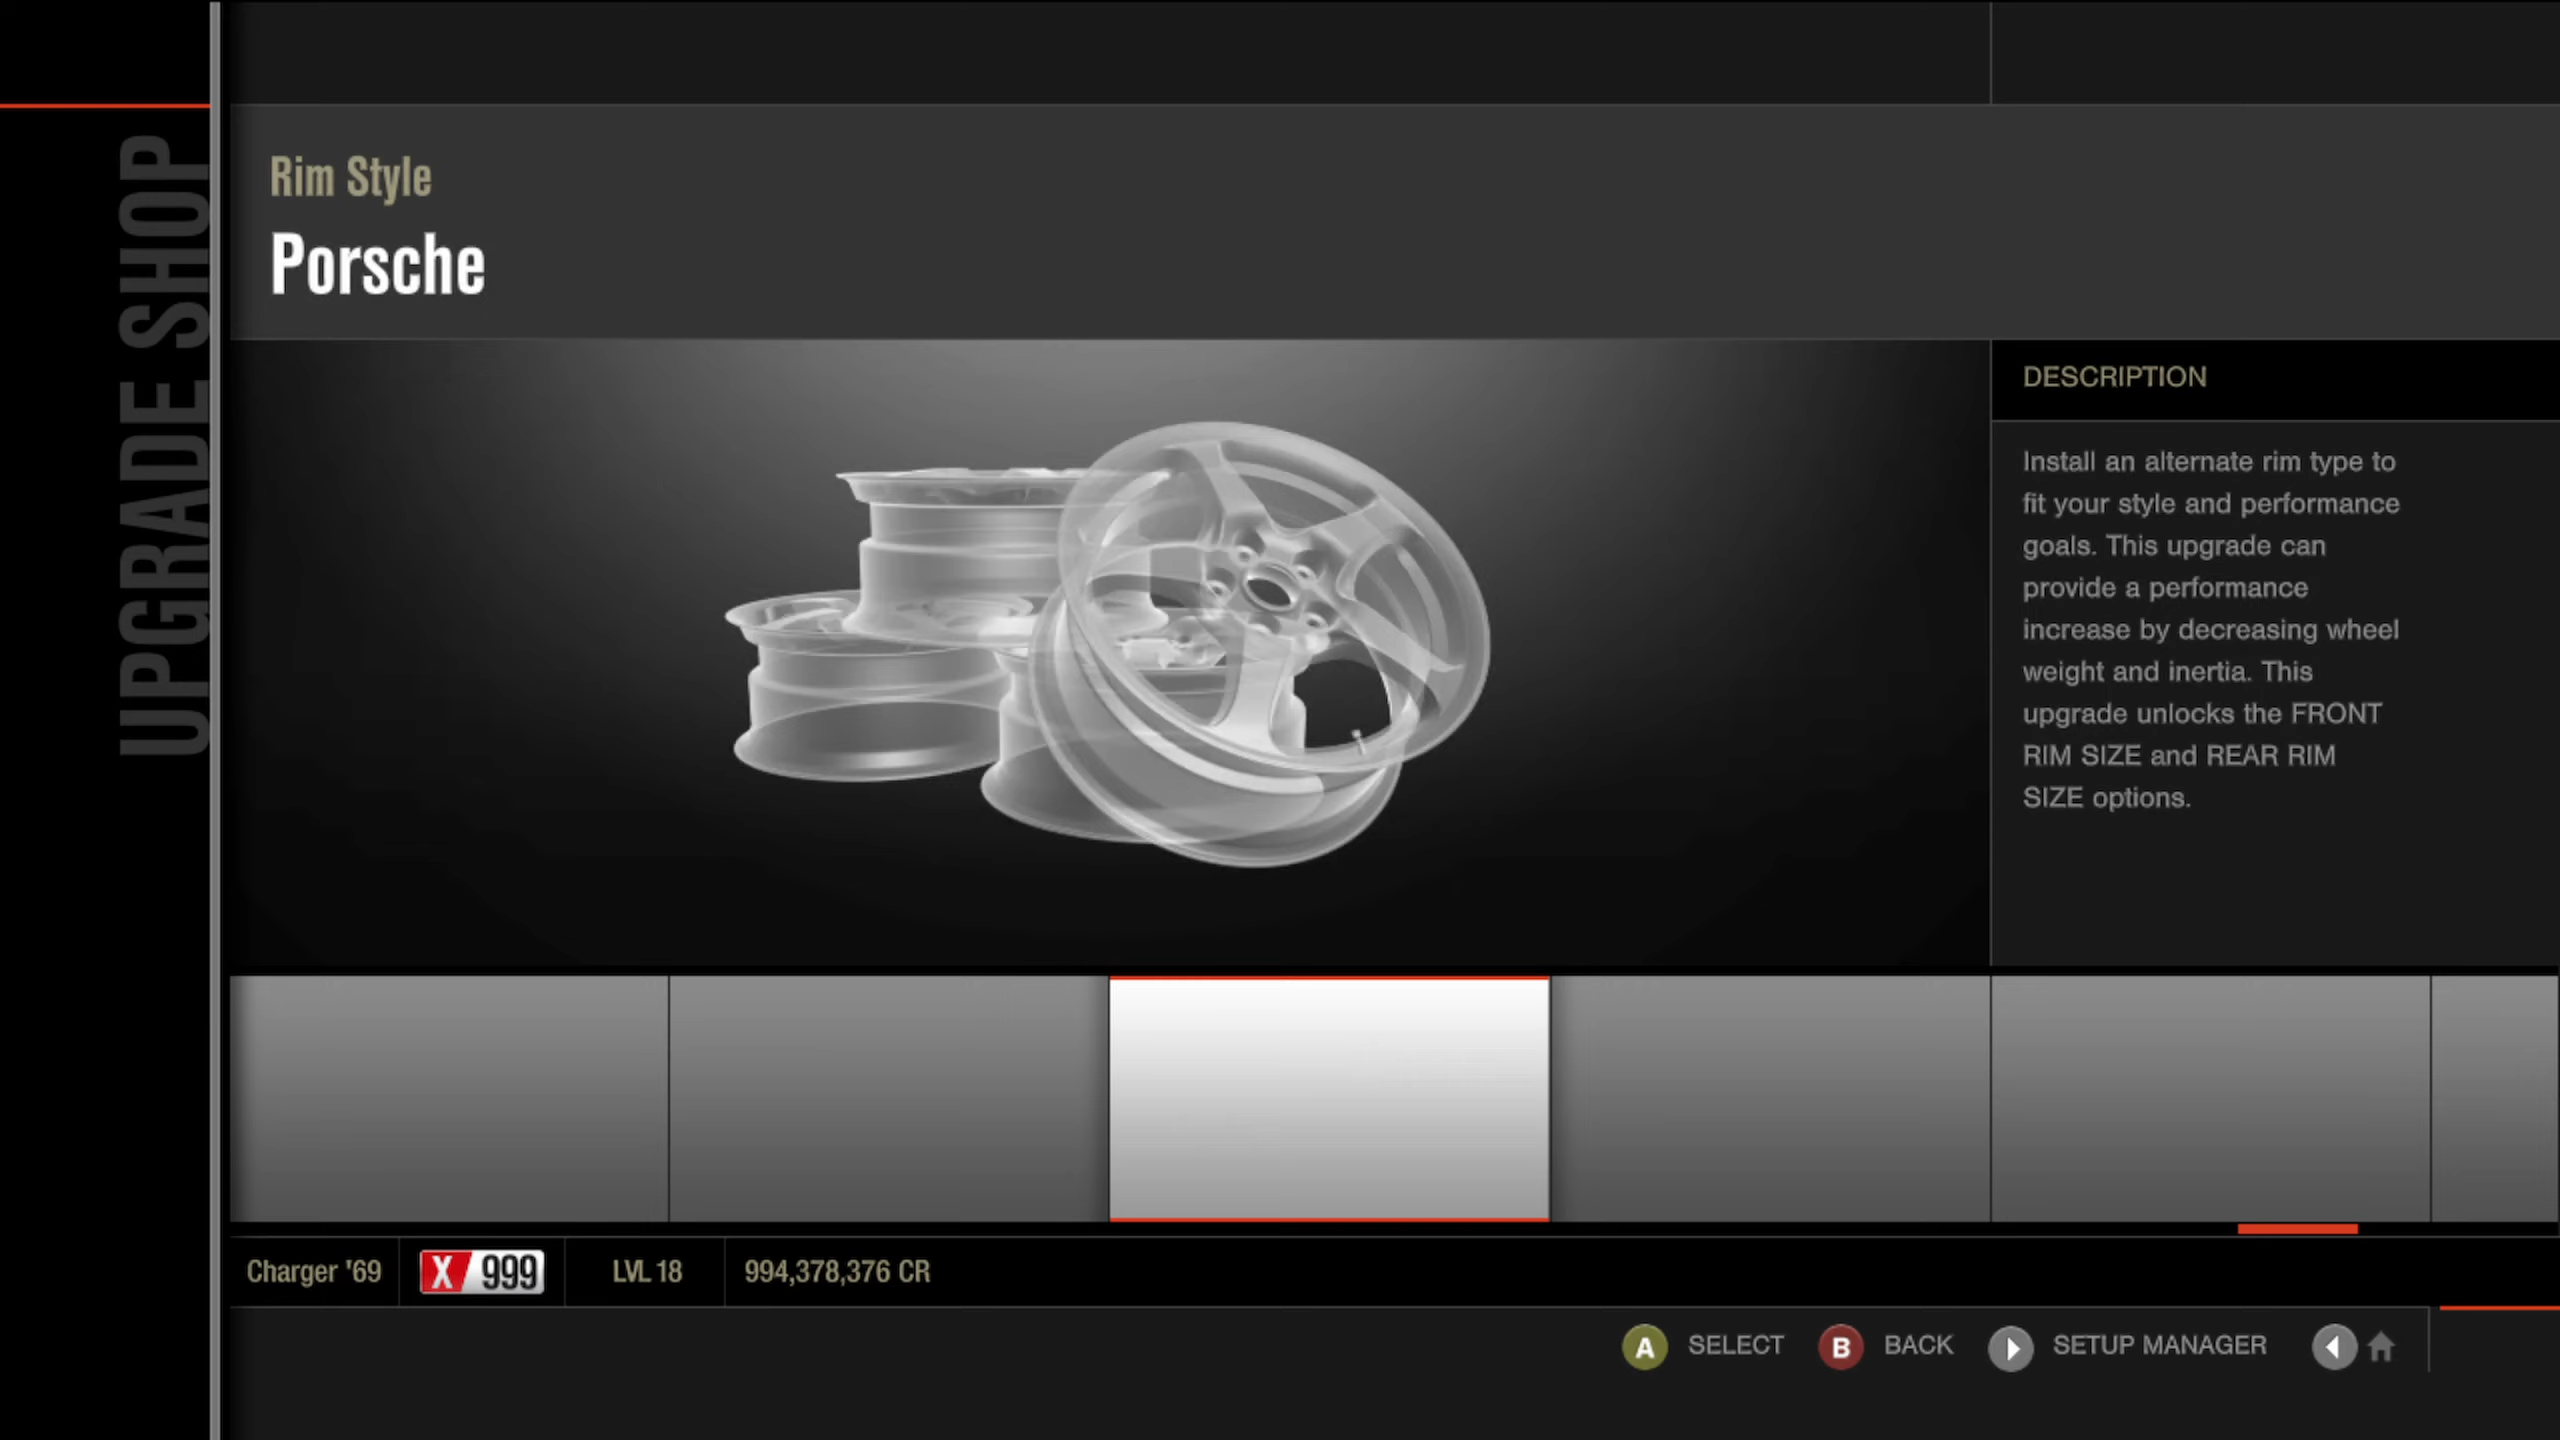 UPGRADE SHOP
Rim Style
Porsche
DESCRIPTION
Install an alternate rim type to
fit your style and performance
goals. This upgrade can
provide a performance
increase by decreasing wheel
weight and inertia. This
upgrade unlocks the FRONT
RIM SIZE and REAR RIM
SIZE options.
Charger '69
X 999
LVL 18
994,378,376 CR
A SELECT B BACK SETUP MANAGER